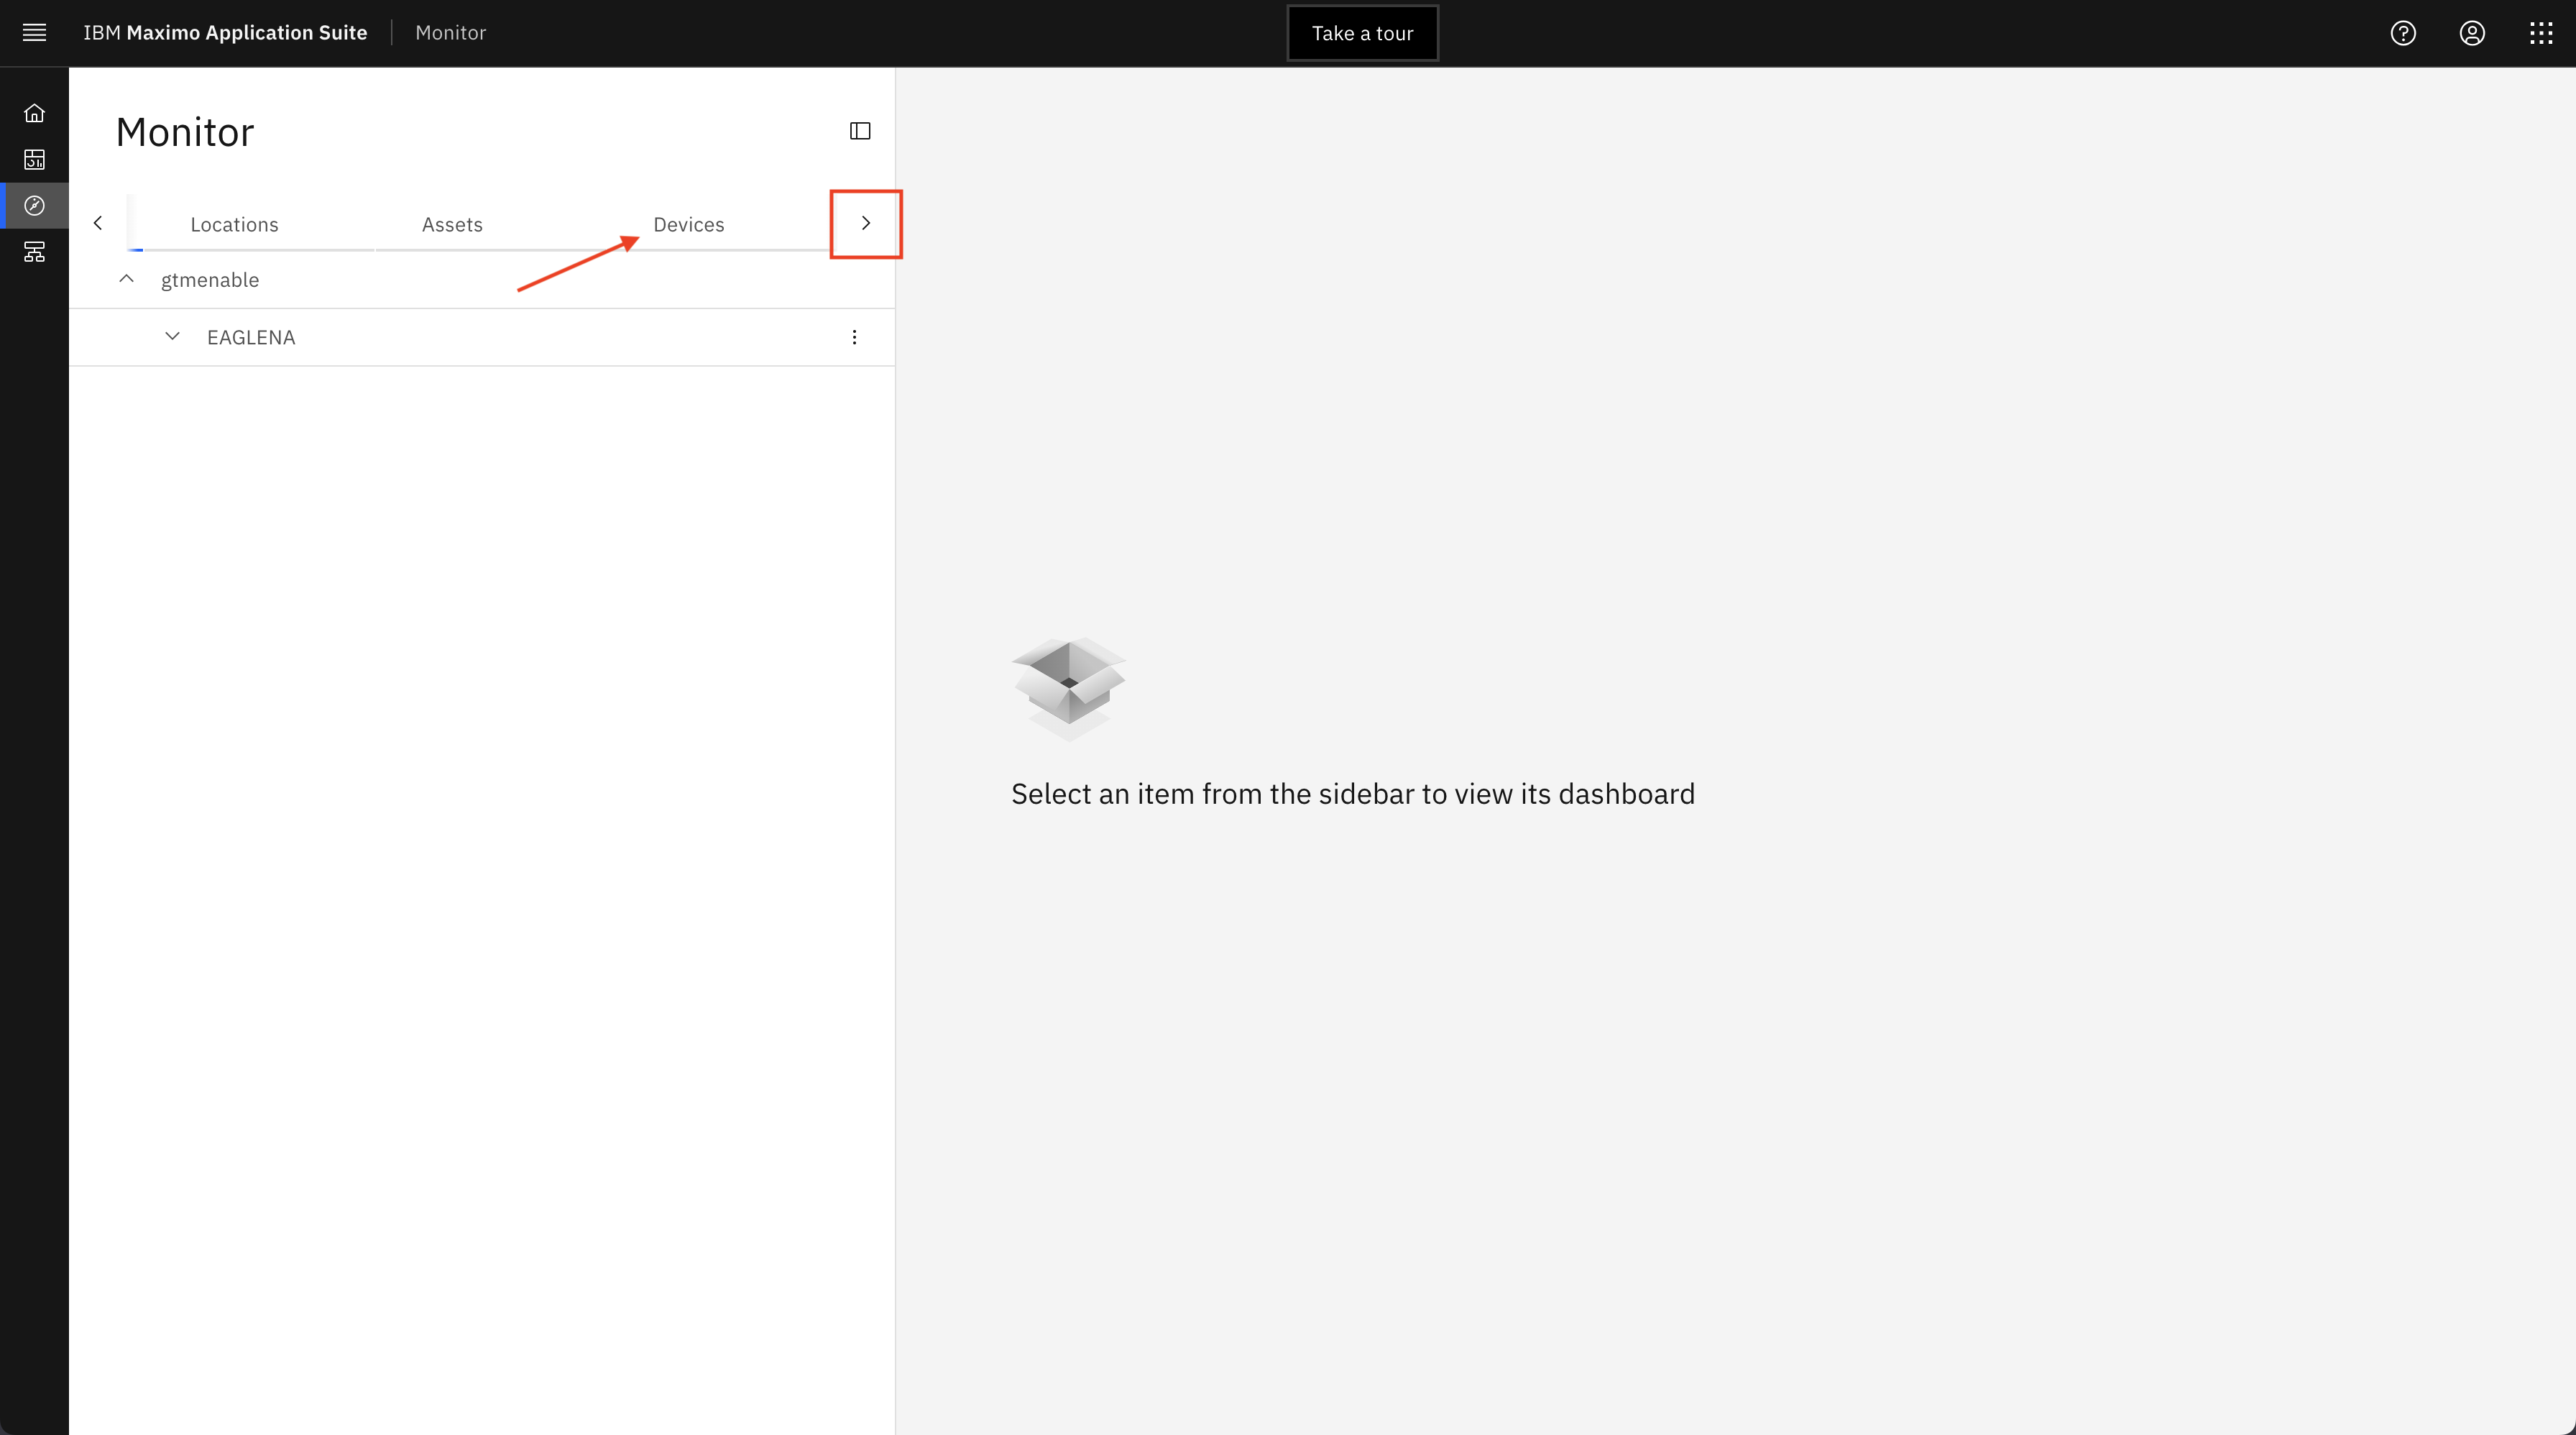 IBM Maximo Application Suite Monitor Take a tour
Monitor
Locations Assets Devices
gtmenable
EAGLENA
Select an item from the sidebar to view its dashboard